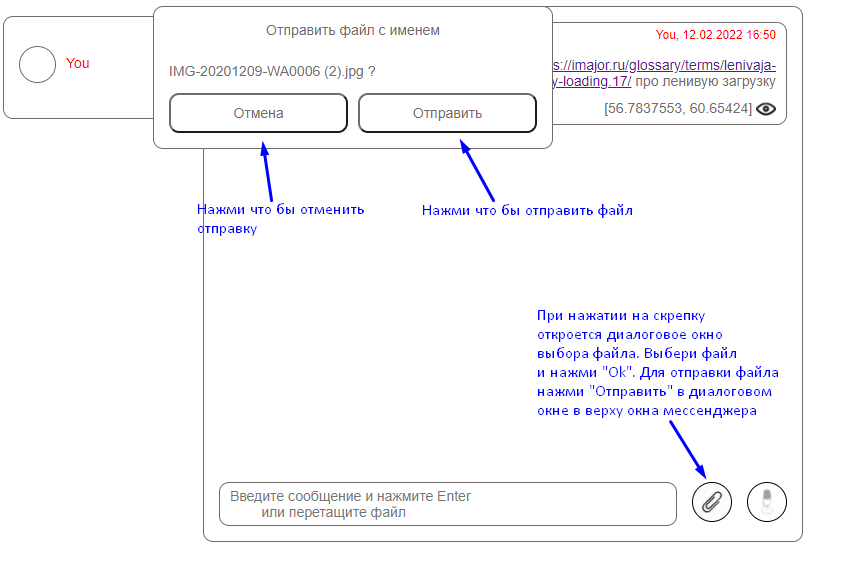 Отправить файл с именем
IMG-20201209-WA0006 (2).jpg ?
Отмена
Отправить
You
You, 12.02.2022 16:50
s://imajor.ru/glossary/terms/lenivaja-
y-loading.17/ про ленивую загрузку
[56.7837553, 60.65424]
Нажми что бы отменить
отправку
Нажми что бы отправить файл
При нажатии на скрепку
откроется диалоговое окно
выбора файла. Выбери файл
и нажми "Ok". Для отправки файла
нажми "Отправить" в диалоговом
окне в верху окна мессенджера
Введите сообщение и нажмите Enter
или перетащите файл